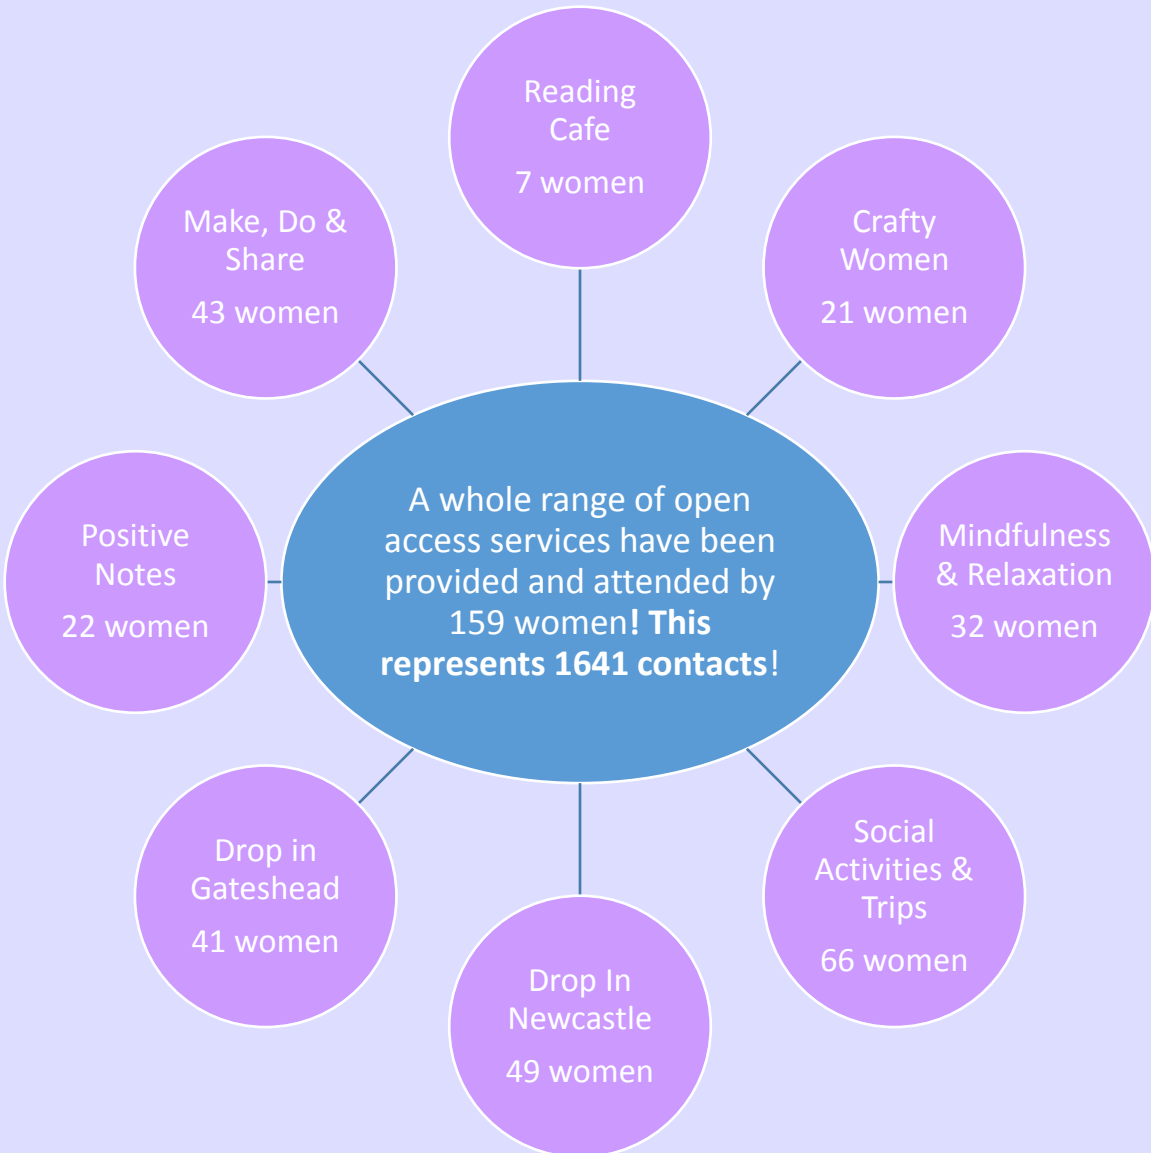 Reading
Cafe
7 women
Crafty
Women
21 women
Mindfulness
& Relaxation
32 women
Social
Activities &
Trips
66 women
Drop In
Newcastle
49 women
Drop in
Gateshead
41 women
Positive
Notes
22 women
Make, Do &
Share
43 women
A whole range of open
access services have been
provided and attended by
159 women! This
represents 1641 contacts!